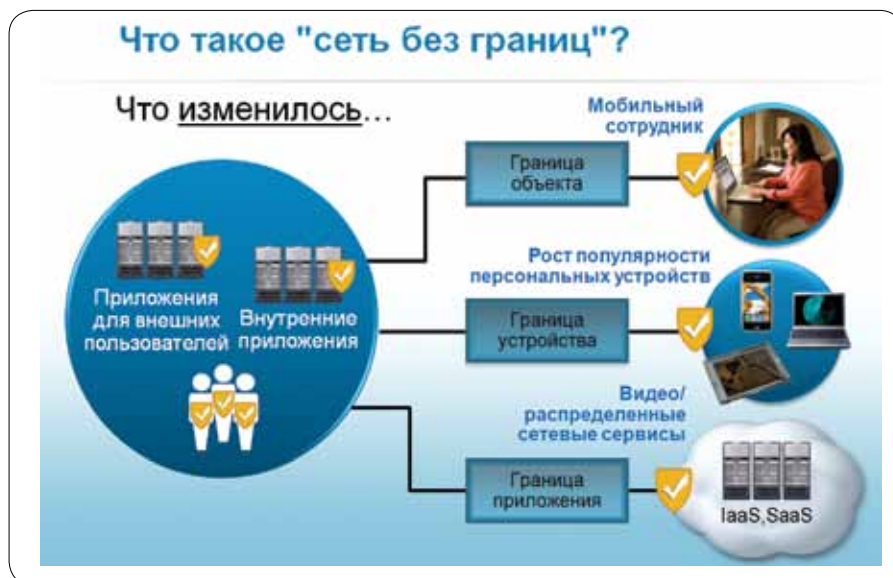 Что такое "сеть без границ"?
Что изменилось...
Мобильный
сотрудник
Граница
объекта
Приложения
для внешних
пользователей
Внутренние
приложения
Рост популярности
персональных устройств
Граница
устройства
Видео/
распределенные
сетевые сервисы
Граница
приложения
IaaS,SaaS